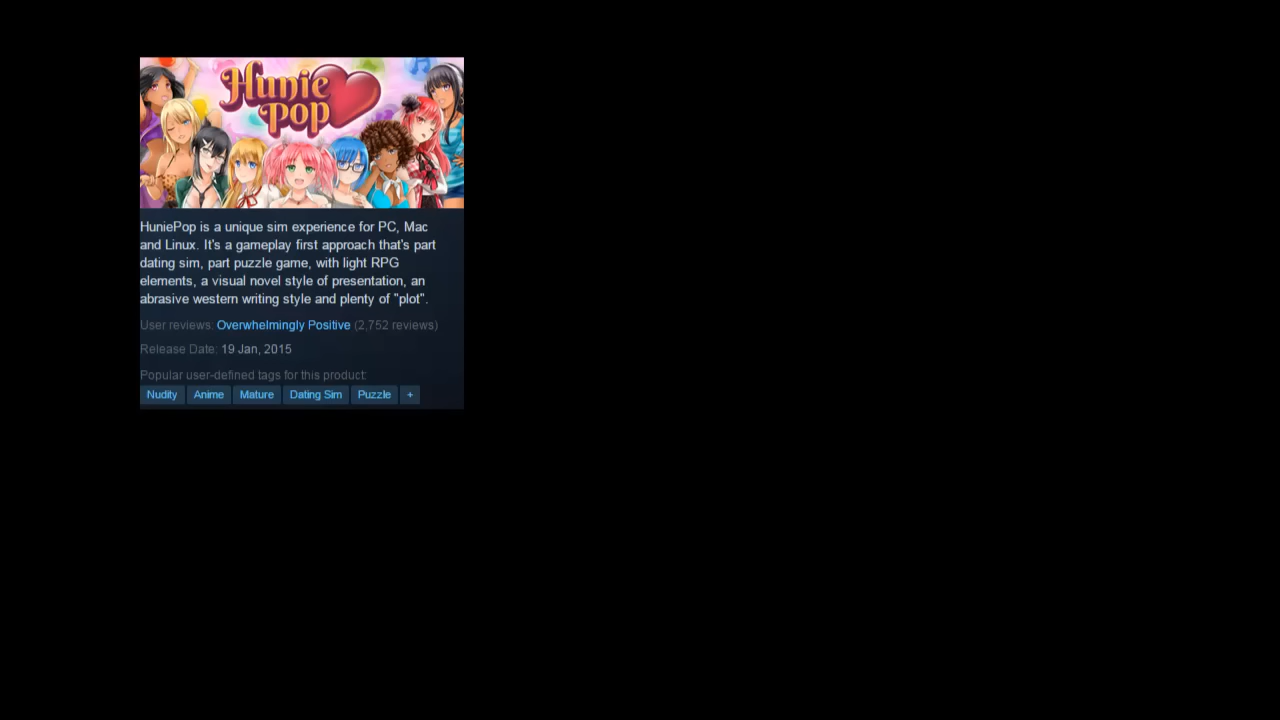 Hunie
Pop
HuniePop is a unique sim experience for PC, Mac
and Linux. It's a gameplay first approach that's part
dating sim, part puzzle game, with light RPG
elements, a visual novel style of presentation, an
abrasive western writing style and plenty of "plot".
User reviews: Overwhelmingly Positive (2,752 reviews)
Release Date: 19 Jan, 2015
Popular user-defined tags for this product:
Nudity Anime Mature Dating Sim Puzzle +